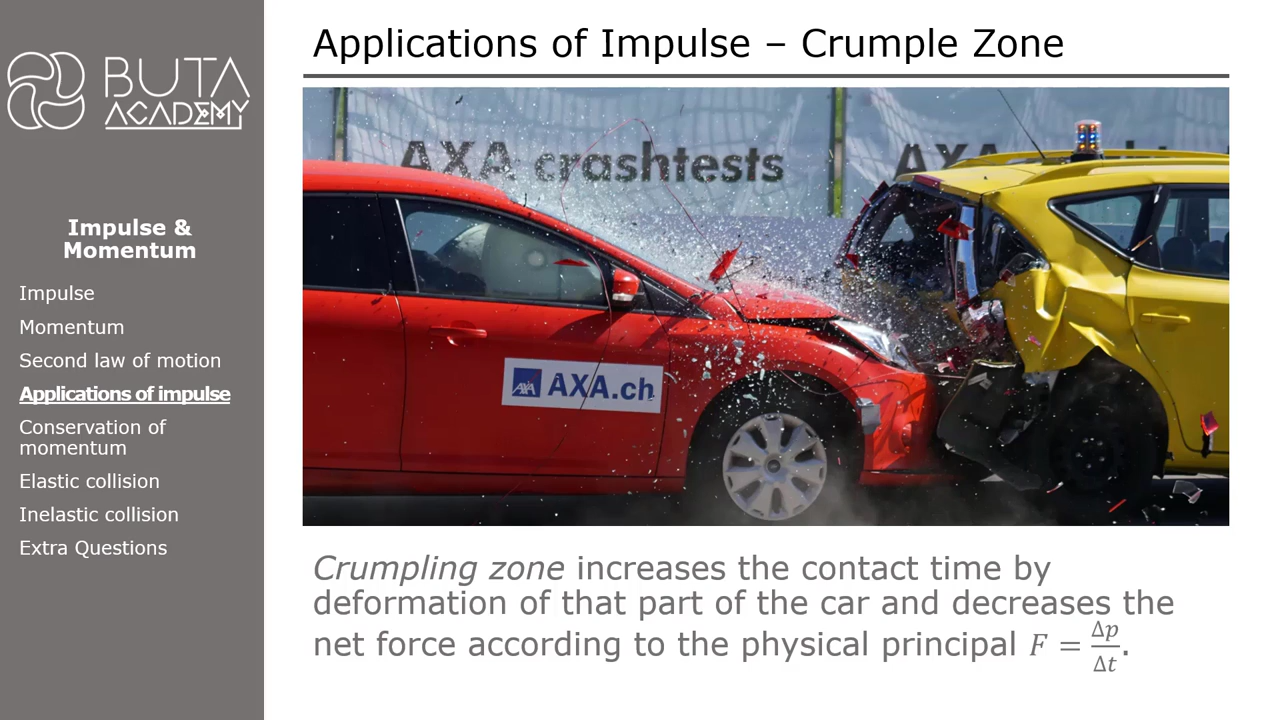 BUTA
ACADEMY
Impulse &
Momentum
Impulse
Momentum
Second law of motion
Applications of impulse
Conservation of
momentum
Elastic collision
Inelastic collision
Extra Questions
Applications of Impulse – Crumple Zone
AXA crashtests
AXA
AXA AXA.ch
Crumpling zone increases the contact time by
deformation of that part of the car and decreases the
net force according to the physical principal F = Δp/Δt.